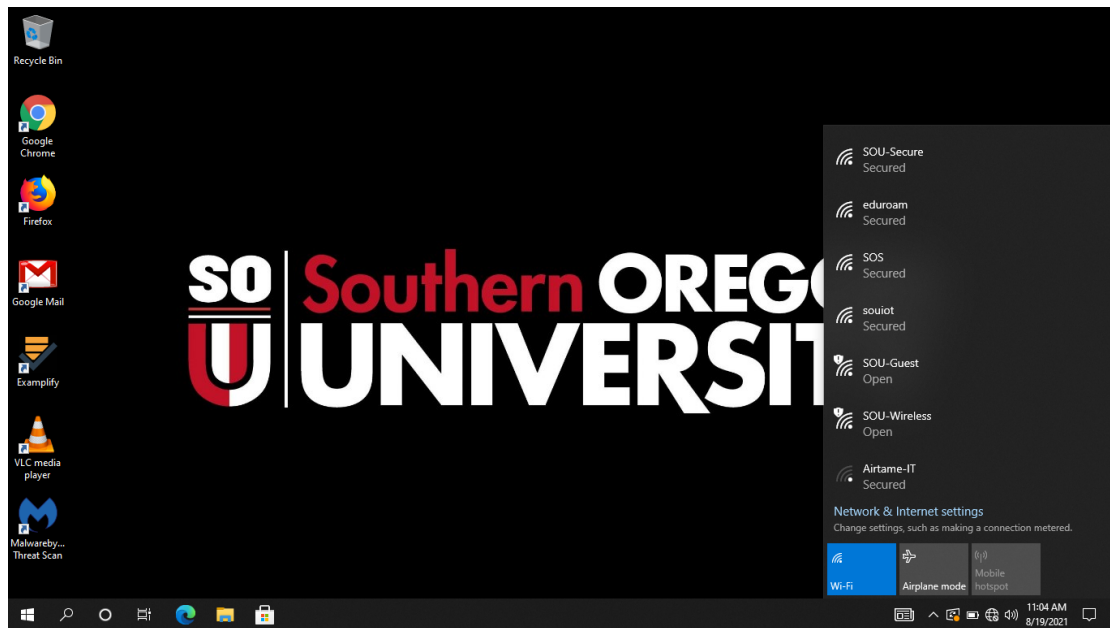 Recycle Bin
Google
Chrome
Firefox
Google Mail
Examplify
VLC media
player
Malwareby...
Threat Scan
SO
U
Southern OREGO
UNIVERSIT
SOU-Secure
Secured
eduroam
Secured
SOS
Secured
souiot
Secured
SOU-Guest
Open
SOU-Wireless
Open
Airtame-IT
Secured
Network & Internet settings
Change settings, such as making a connection metered.
Wi-Fi
Airplane mode
Mobile
hotspot
11:04 AM
8/19/2021